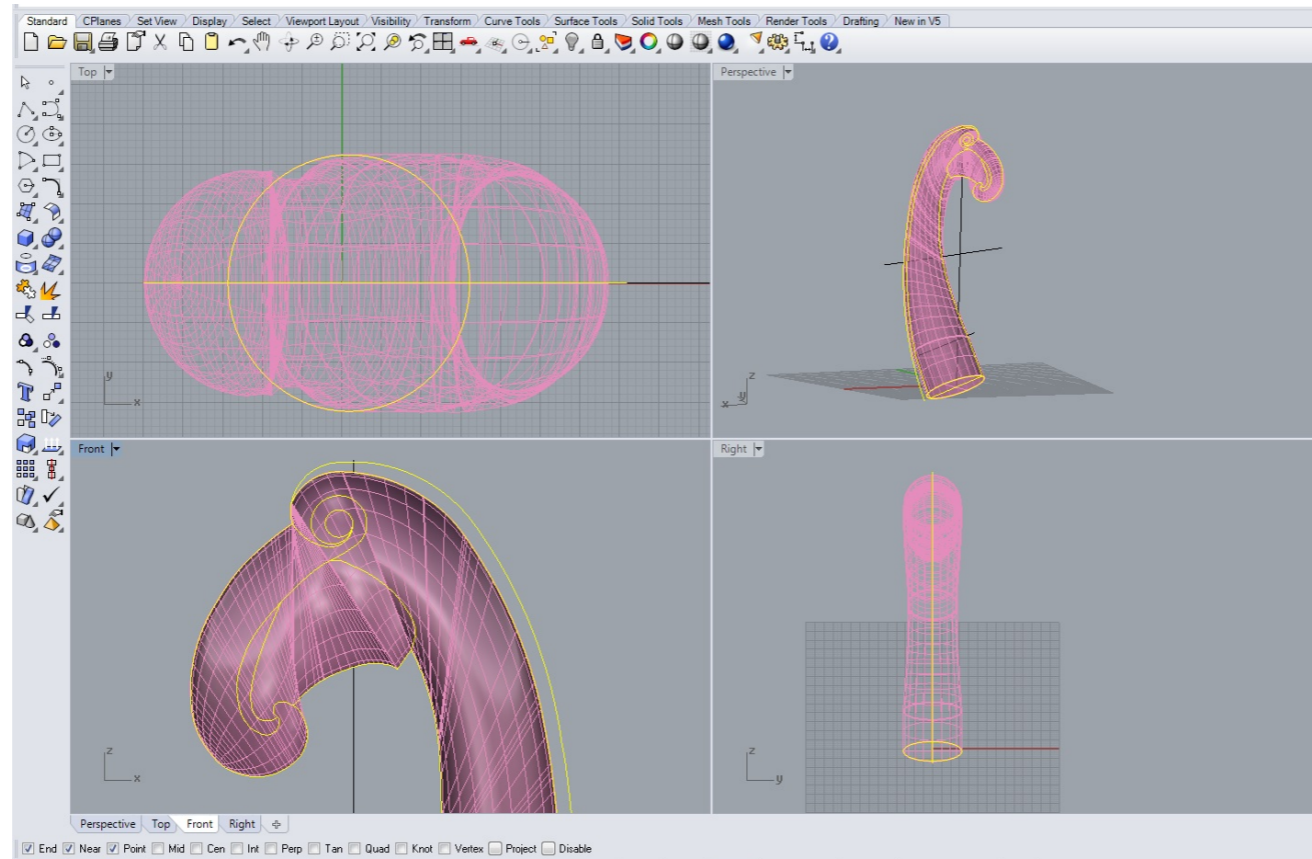 Standard CPlanes Set View Display Select Viewport Layout Visibility Transform Curve Tools Surface Tools Solid Tools Mesh Tools Render Tools Drafting New in V5
Top
Perspective
y
x
z
x
y
Front
Right
z
x
z
y
Perspective Top Front Right
End Near Point Mid Cen Int Perp Tan Quad Knot Vertex Project Disable